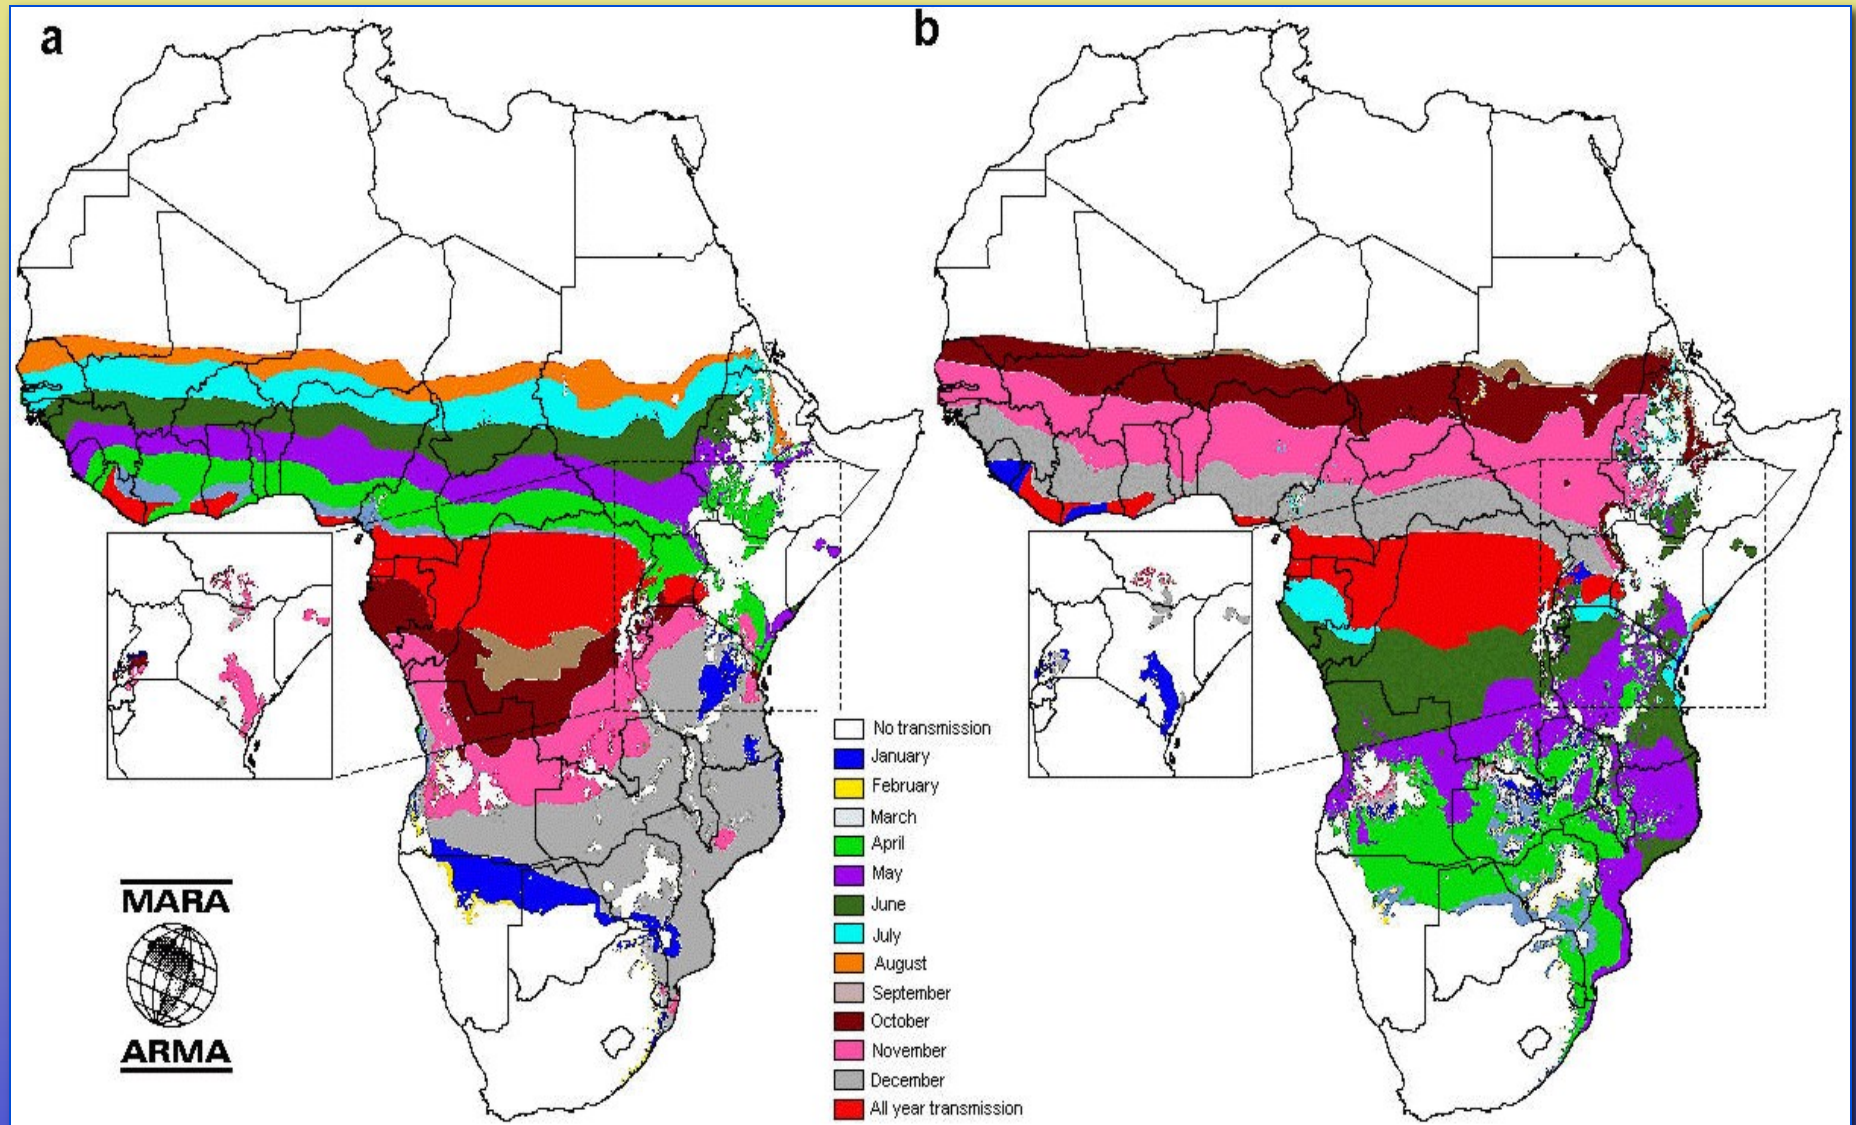 a
b
No transmission
January
February
March
April
May
June
July
August
September
October
November
December
All year transmission
MARA
ARMA